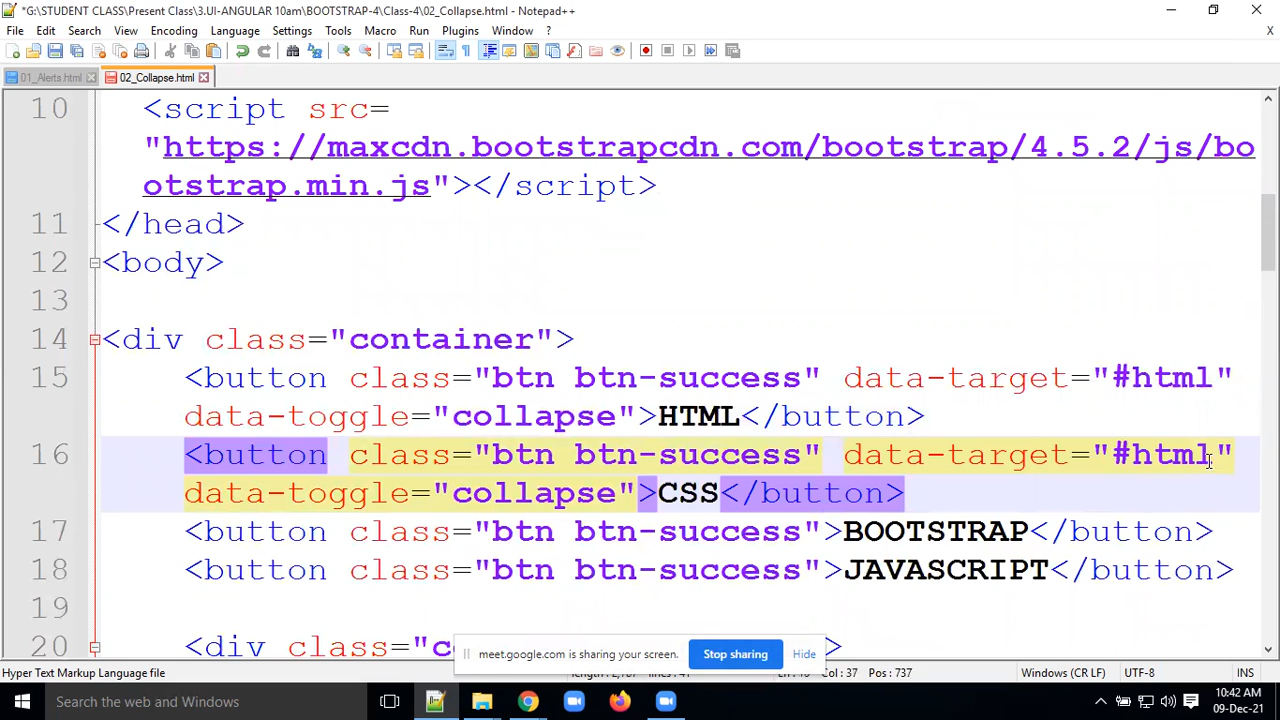 *G:\STUDENT CLASS\Present Class\3.UI-ANGULAR 10am\BOOTSTRAP-4\Class-4\02_Collapse.html - Notepad++
File Edit Search View Encoding Language Settings Tools Macro Run Plugins Window ? X
01_Alerts.html 02_Collapse.html
10 <script src=
"https://maxcdn.bootstrapcdn.com/bootstrap/4.5.2/js/bo
otstrap.min.js"></script>
11 </head>
12 <body>
13
14 <div class="container">
15 <button class="btn btn-success" data-target="#html"
data-toggle="collapse">HTML</button>
16 <button class="btn btn-success" data-target="#html"
data-toggle="collapse">CSS</button>
17 <button class="btn btn-success">BOOTSTRAP</button>
18 <button class="btn btn-success">JAVASCRIPT</button>
19
20 <div class="c >
meet.google.com is sharing your screen. Stop sharing Hide
Hyper Text Markup Language file Col : 37 Pos : 737 Windows (CR LF) UTF-8 INS
Search the web and Windows
10:42 AM
09-Dec-21